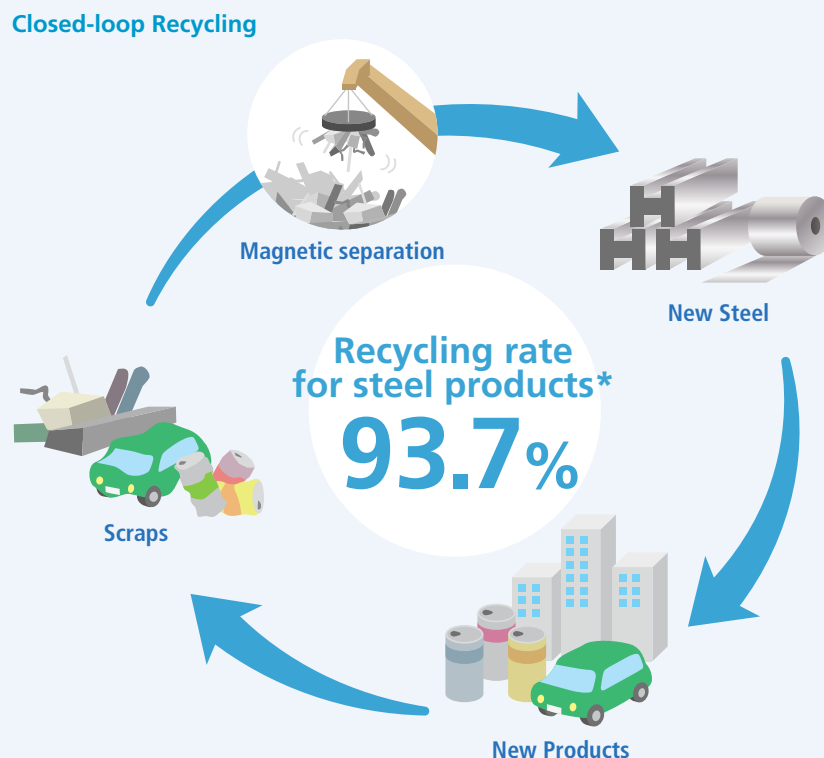 Closed-loop Recycling
Magnetic separation
New Steel
Recycling rate
for steel products*
93.7%
Scraps
New Products